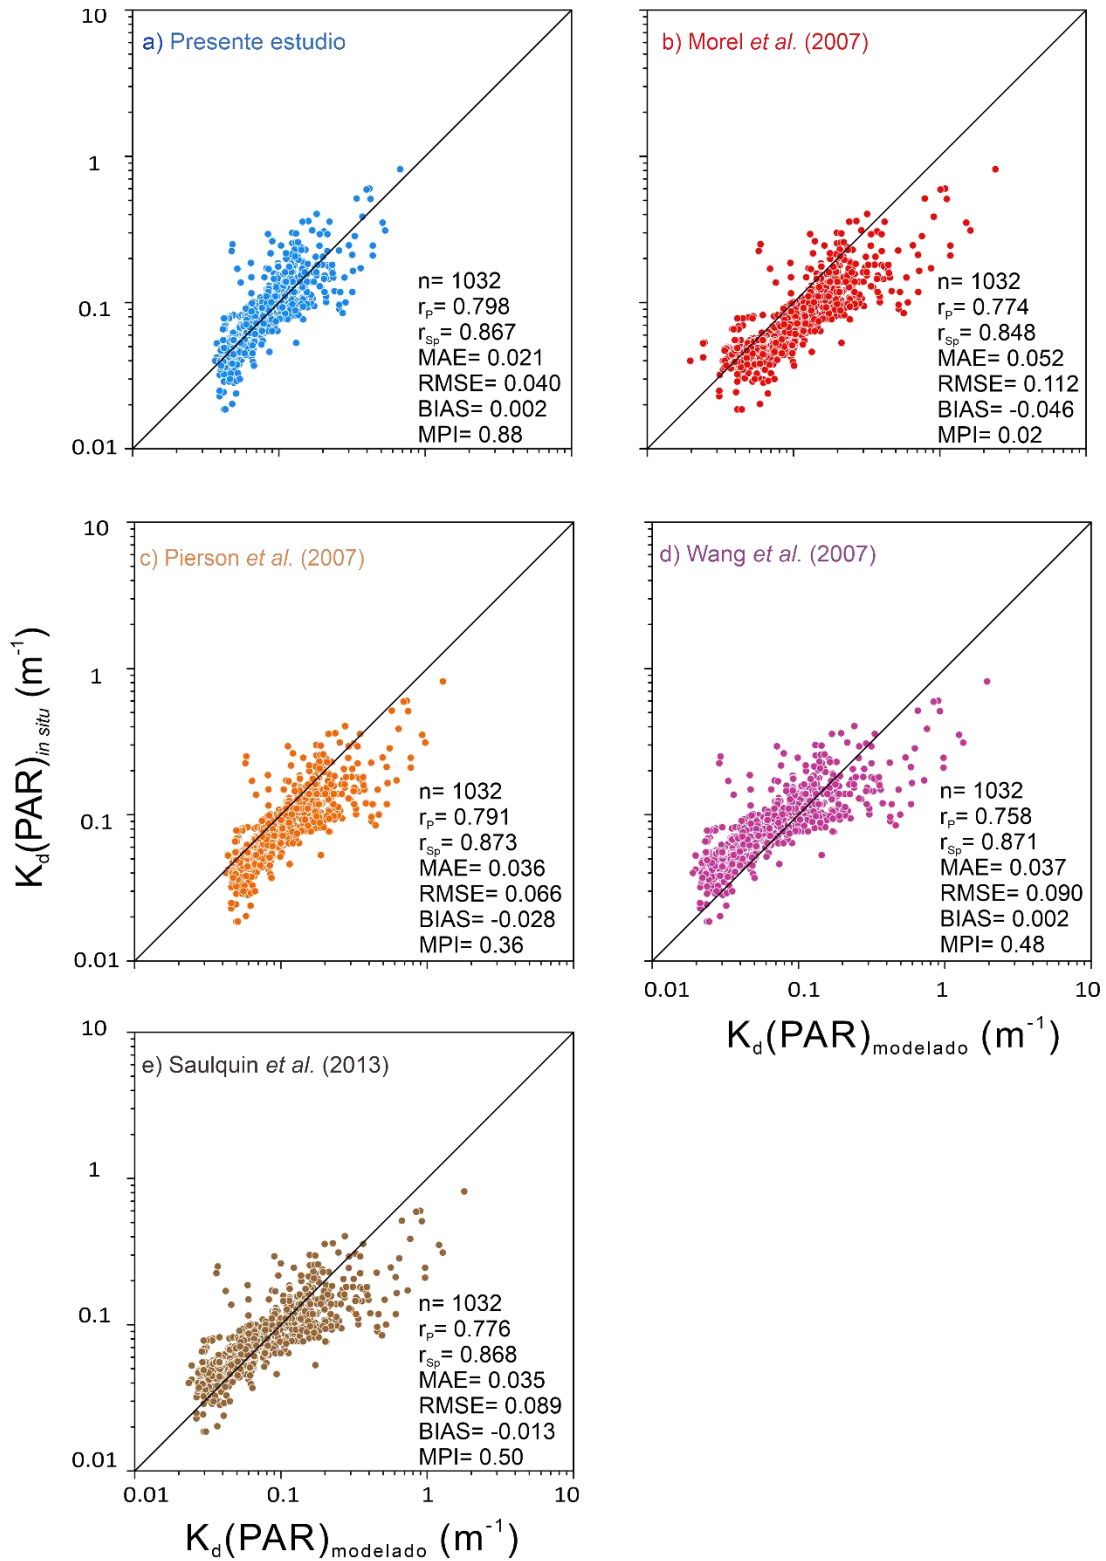 10
1
0.1
0.01
a) Presente estudio
n= 1032
rₚ= 0.798
rₛₚ= 0.867
MAE= 0.021
RMSE= 0.040
BIAS= 0.002
MPI= 0.88
b) Morel et al. (2007)
n= 1032
rₚ= 0.774
rₛₚ= 0.848
MAE= 0.052
RMSE= 0.112
BIAS= -0.046
MPI= 0.02
K_d(PAR)_in situ (m⁻¹)
10
1
0.1
0.01
c) Pierson et al. (2007)
n= 1032
rₚ= 0.791
rₛₚ= 0.873
MAE= 0.036
RMSE= 0.066
BIAS= -0.028
MPI= 0.36
d) Wang et al. (2007)
n= 1032
rₚ= 0.758
rₛₚ= 0.871
MAE= 0.037
RMSE= 0.090
BIAS= 0.002
MPI= 0.48
0.01 0.1 1 10
K_d(PAR)_modelado (m⁻¹)
10
1
0.1
0.01
e) Saulquin et al. (2013)
n= 1032
rₚ= 0.776
rₛₚ= 0.868
MAE= 0.035
RMSE= 0.089
BIAS= -0.013
MPI= 0.50
0.01 0.1 1 10
K_d(PAR)_modelado (m⁻¹)